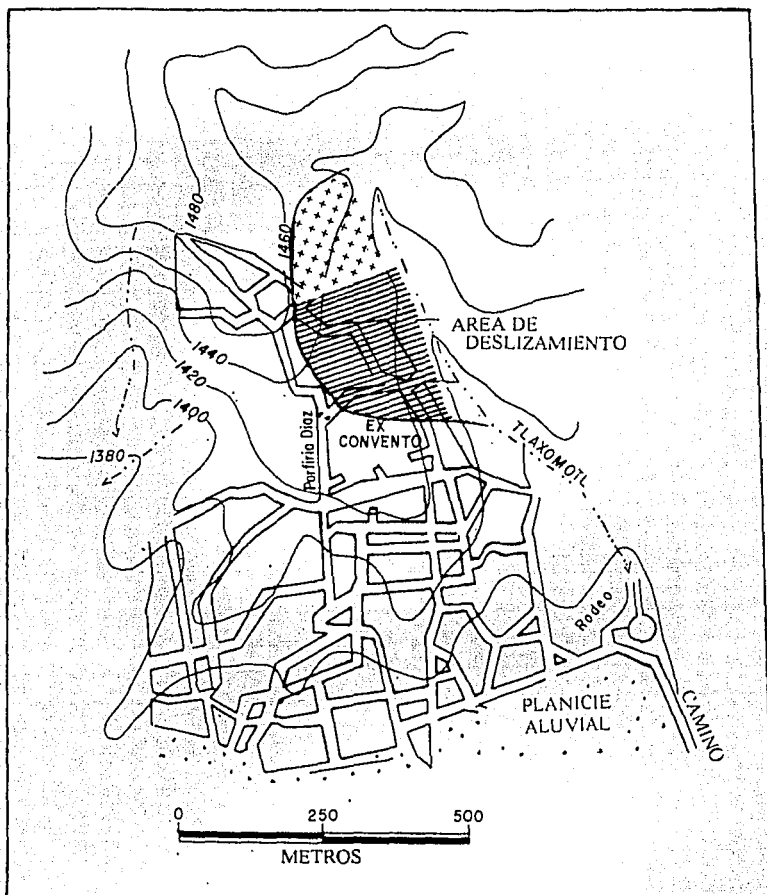 1480
1460
AREA DE
DESLIZAMIENTO
1440
1420
1400
EX
CONVENTO
Porfirio Diaz
TLAXOMOTL
1380
Rodeo
PLANICIE
ALUVIAL
CAMINO
0 250 500
METROS